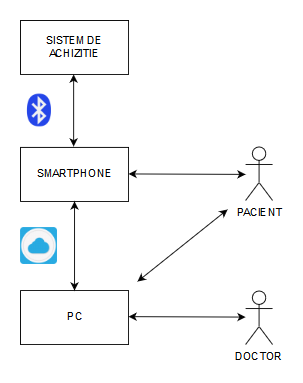 SISTEM DE
ACHIZITIE
SMARTPHONE
PACIENT
PC
DOCTOR